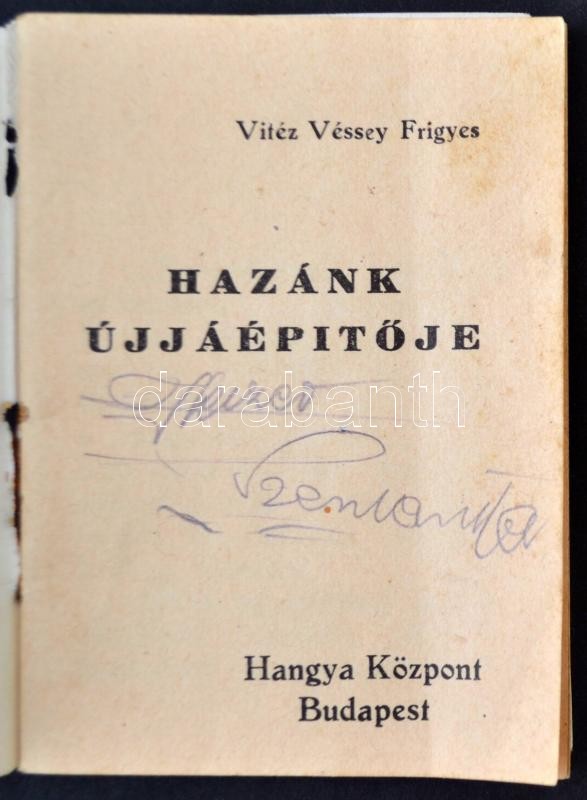 Vitéz Véssey Frigyes
HAZÁNK
ÚJJÁÉPITŐJE
darabanth
Hangya Központ
Budapest